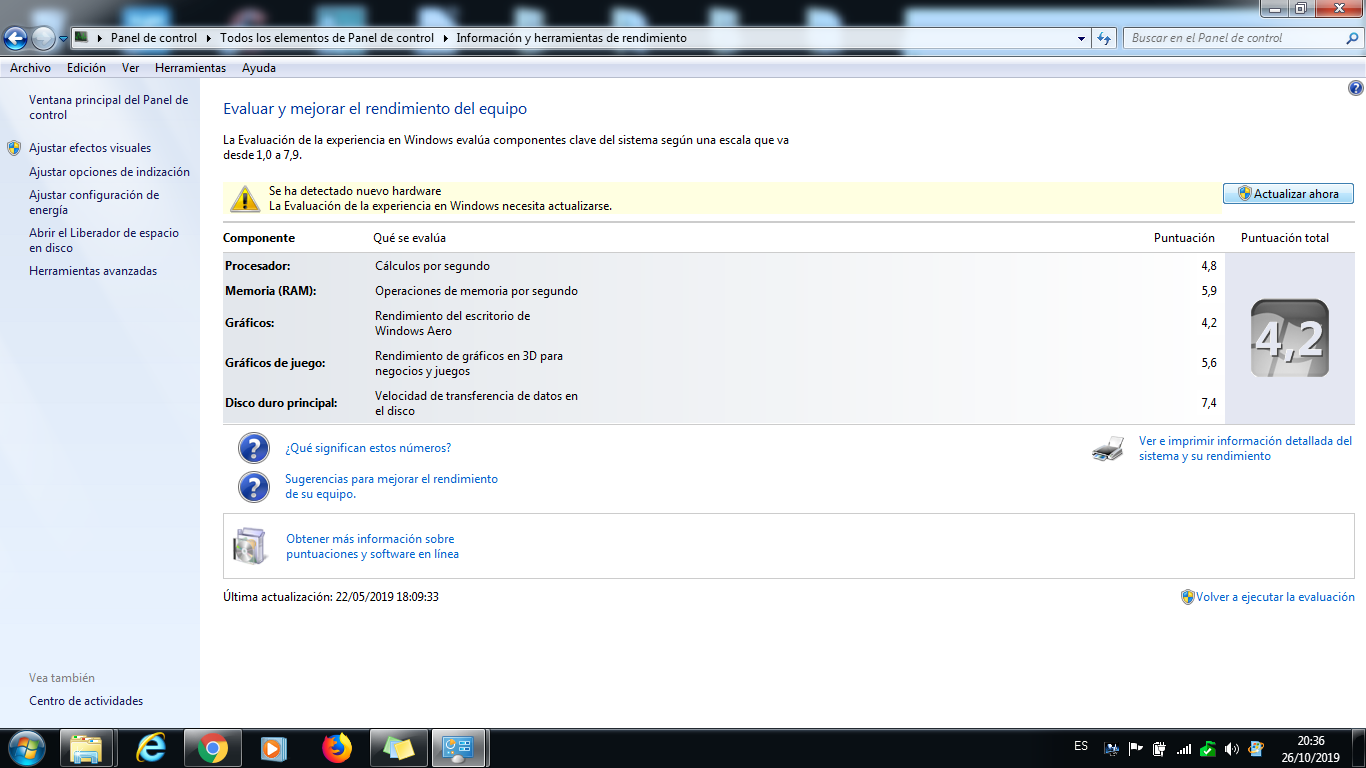 Panel de control
Todos los elementos de Panel de control
Información y herramientas de rendimiento
Buscar en el Panel de control
Archivo
Edición
Ver
Herramientas
Ayuda
Ventana principal del Panel de
control
Ajustar efectos visuales
Ajustar opciones de indización
Ajustar configuración de
energía
Abrir el Liberador de espacio
en disco
Herramientas avanzadas
Vea también
Centro de actividades
Evaluar y mejorar el rendimiento del equipo
La Evaluación de la experiencia en Windows evalúa componentes clave del sistema según una escala que va
desde 1,0 a 7,9.
Se ha detectado nuevo hardware
La Evaluación de la experiencia en Windows necesita actualizarse.
Actualizar ahora
Componente Qué se evalúa Puntuación Puntuación total
Procesador: Cálculos por segundo 4,8
Memoria (RAM): Operaciones de memoria por segundo 5,9
Gráficos: Rendimiento del escritorio de
Windows Aero 4,2
Gráficos de juego: Rendimiento de gráficos en 3D para
negocios y juegos 5,6
Disco duro principal: Velocidad de transferencia de datos en
el disco 7,4
4,2
¿Qué significan estos números?
Sugerencias para mejorar el rendimiento
de su equipo.
Ver e imprimir información detallada del
sistema y su rendimiento
Obtener más información sobre
puntuaciones y software en línea
Última actualización: 22/05/2019 18:09:33
Volver a ejecutar la evaluación
ES
20:36
26/10/2019